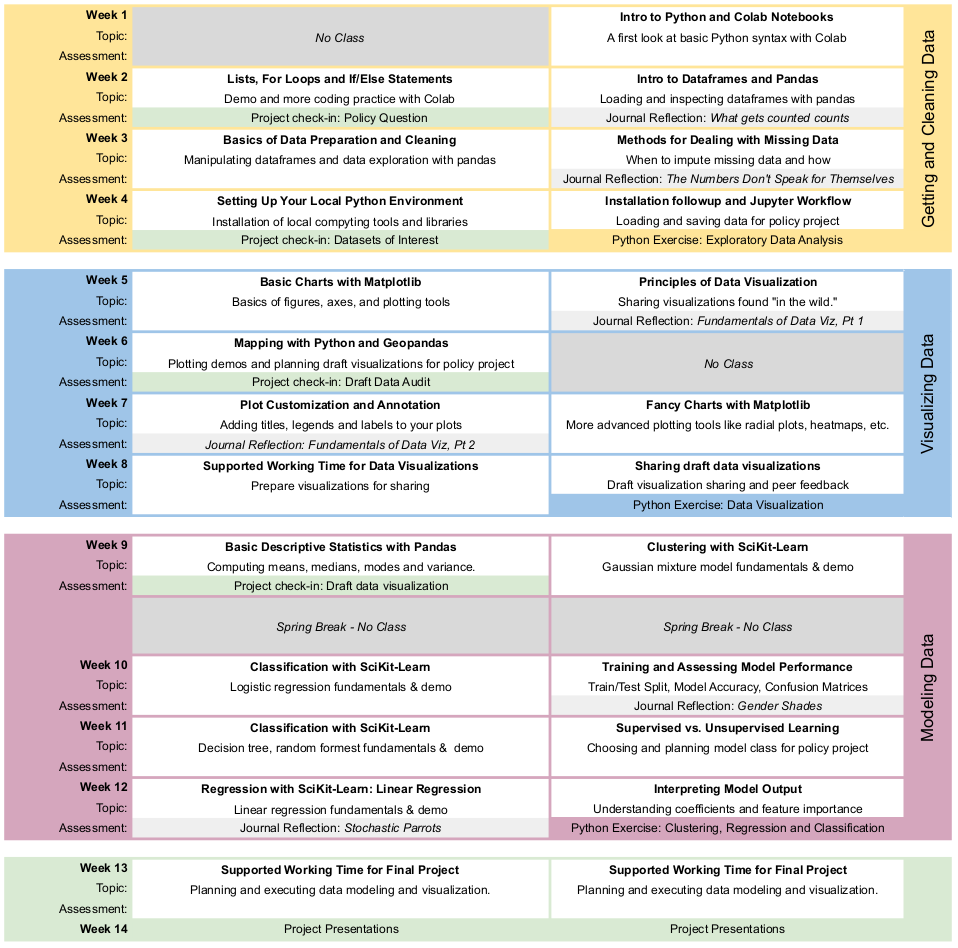 Week 1
Intro to Python and Colab Notebooks
Topic:
No Class
A first look at basic Python syntax with Colab
Assessment:
Week 2
Lists, For Loops and If/Else Statements
Intro to Dataframes and Pandas
Topic:
Demo and more coding practice with Colab
Loading and inspecting dataframes with pandas
Assessment:
Project check-in: Policy Question
Journal Reflection: What gets counted counts
Week 3
Basics of Data Preparation and Cleaning
Methods for Dealing with Missing Data
Topic:
Manipulating dataframes and data exploration with pandas
When to impute missing data and how
Assessment:
Journal Reflection: The Numbers Don't Speak for Themselves
Week 4
Setting Up Your Local Python Environment
Installation followup and Jupyter Workflow
Topic:
Installation of local compyting tools and libraries
Loading and saving data for policy project
Assessment:
Project check-in: Datasets of Interest
Python Exercise: Exploratory Data Analysis
Getting and Cleaning Data
Week 5
Basic Charts with Matplotlib
Principles of Data Visualization
Topic:
Basics of figures, axes, and plotting tools
Sharing visualizations found "in the wild."
Assessment:
Journal Reflection: Fundamentals of Data Viz, Pt 1
Week 6
Mapping with Python and Geopandas
Topic:
Plotting demos and planning draft visualizations for policy project
No Class
Assessment:
Project check-in: Draft Data Audit
Week 7
Plot Customization and Annotation
Fancy Charts with Matplotlib
Topic:
Adding titles, legends and labels to your plots
More advanced plotting tools like radial plots, heatmaps, etc.
Assessment:
Journal Reflection: Fundamentals of Data Viz, Pt 2
Week 8
Supported Working Time for Data Visualizations
Sharing draft data visualizations
Topic:
Prepare visualizations for sharing
Draft visualization sharing and peer feedback
Assessment:
Python Exercise: Data Visualization
Visualizing Data
Week 9
Basic Descriptive Statistics with Pandas
Clustering with SciKit-Learn
Topic:
Computing means, medians, modes and variance.
Gaussian mixture model fundamentals & demo
Assessment:
Project check-in: Draft data visualization
Spring Break - No Class
Spring Break - No Class
Week 10
Classification with SciKit-Learn
Training and Assessing Model Performance
Topic:
Logistic regression fundamentals & demo
Train/Test Split, Model Accuracy, Confusion Matrices
Assessment:
Journal Reflection: Gender Shades
Week 11
Classification with SciKit-Learn
Supervised vs. Unsupervised Learning
Topic:
Decision tree, random formest fundamentals & demo
Choosing and planning model class for policy project
Assessment:
Week 12
Regression with SciKit-Learn: Linear Regression
Interpreting Model Output
Topic:
Linear regression fundamentals & demo
Understanding coefficients and feature importance
Assessment:
Journal Reflection: Stochastic Parrots
Python Exercise: Clustering, Regression and Classification
Modeling Data
Week 13
Supported Working Time for Final Project
Supported Working Time for Final Project
Topic:
Planning and executing data modeling and visualization.
Planning and executing data modeling and visualization.
Assessment:
Week 14
Project Presentations
Project Presentations